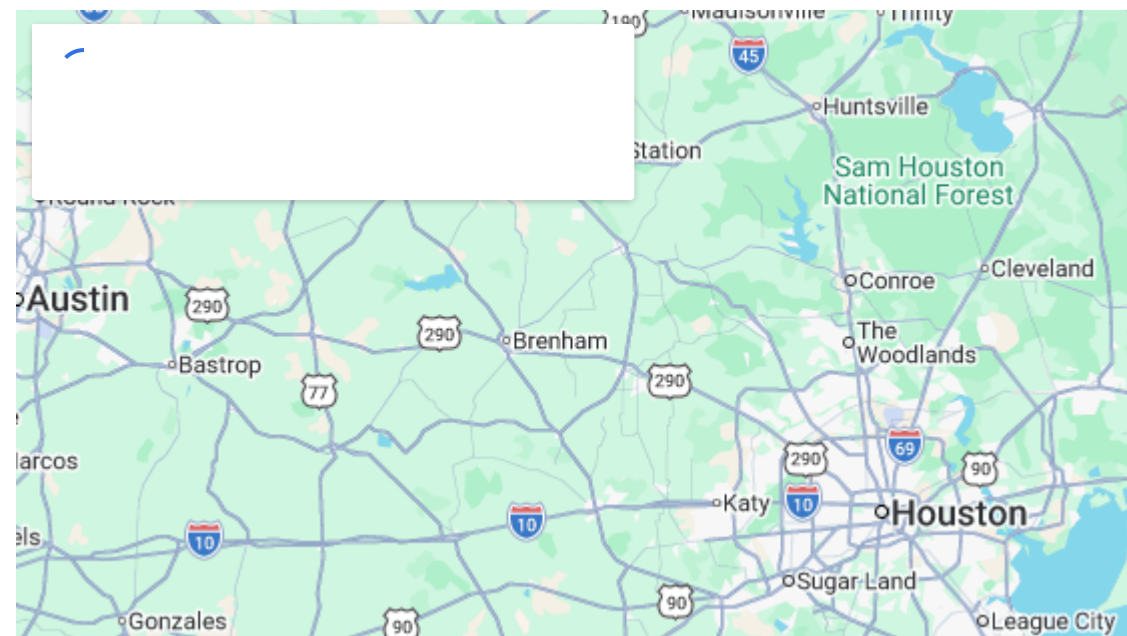 190
Madisonville
Trinity
45
Huntsville
Station
Sam Houston
National Forest
Round Rock
Cleveland
Conroe
Austin
290
290
Brenham
The
Woodlands
Bastrop
77
290
69
290
90
arcos
Katy
10
Houston
10
10
els
Sugar Land
90
Gonzales
90
League City